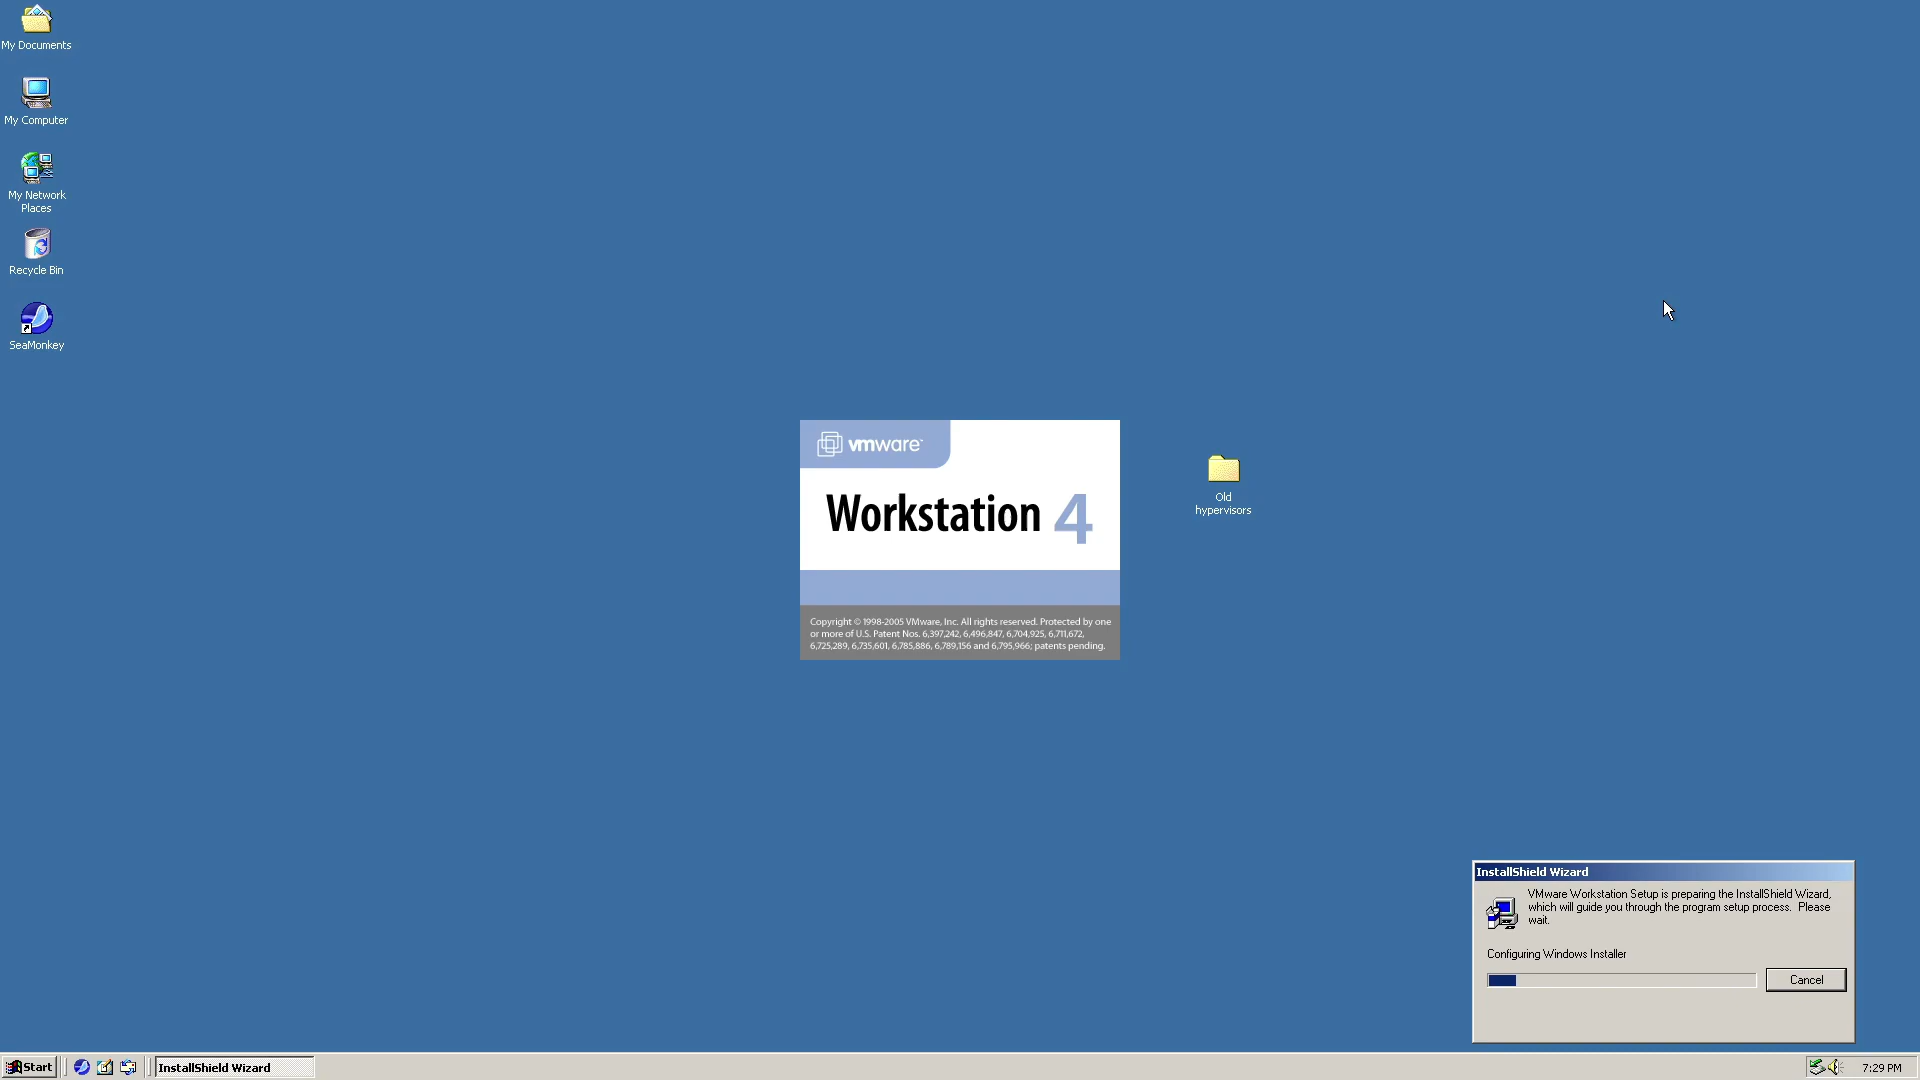 My Documents
My Computer
My Network
Places
Recycle Bin
SeaMonkey
vmware™
Workstation 4
Copyright © 1998-2005 VMware, Inc. All rights reserved. Protected by one
or more of U.S. Patent Nos. 6,397,242, 6,496,847, 6,704,925, 6,711,672,
6,725,289, 6,735,601, 6,785,886, 6,789,156 and 6,795,966; patents pending.
Old
hypervisors
InstallShield Wizard
VMware Workstation Setup is preparing the InstallShield Wizard,
which will guide you through the program setup process. Please
wait.
Configuring Windows Installer
Cancel
Start
InstallShield Wizard
7:29 PM